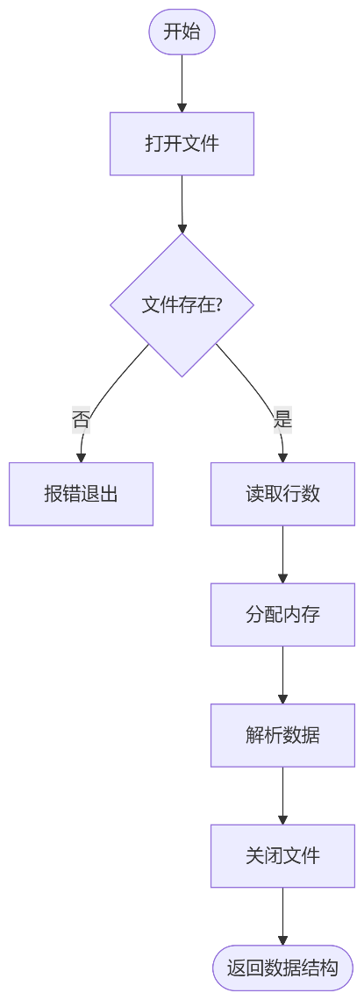 开始
打开文件
文件存在?
否
是
报错退出
读取行数
分配内存
解析数据
关闭文件
返回数据结构